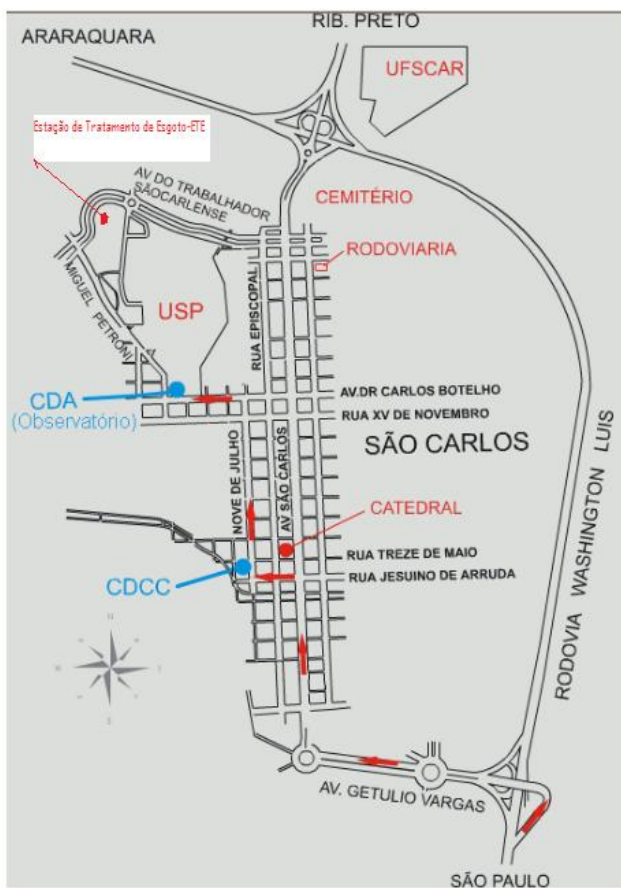 RIB. PRETO
ARARAQUARA
UFSCAR
Estação de Tratamento de Esgoto-ETE
AV DO TRABALHADOR
SÃOCARLENSE
CEMITÉRIO
RODOVIARIA
MIGUEL PETRONI
USP
RUA EPISCOPAL
CDA
(Observatório)
AV.DR CARLOS BOTELHO
RUA XV DE NOVEMBRO
SÃO CARLOS
NOVE DE JULHO
AV SÃO CARLOS
CATEDRAL
RUA TREZE DE MAIO
RUA JESUINO DE ARRUDA
CDCC
RODOVIA WASHINGTON LUIS
N
AV. GETULIO VARGAS
SÃO PAULO